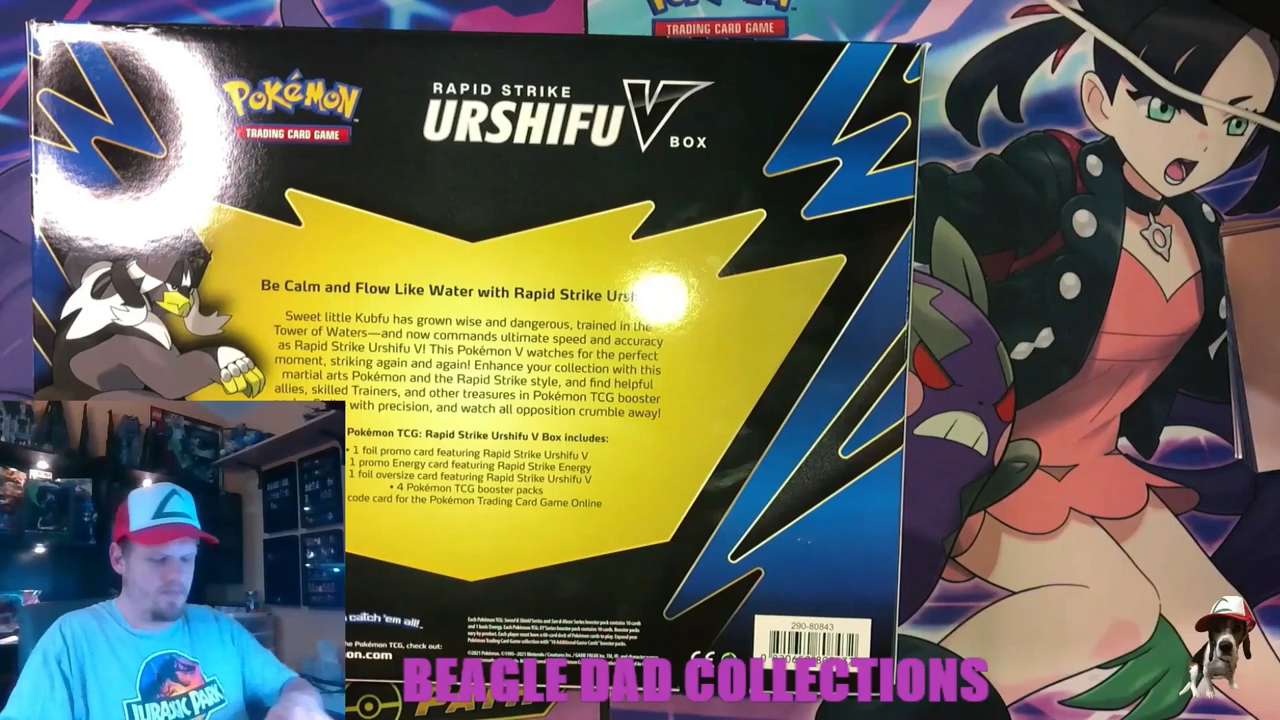 TRADING CARD GAME
POKéMON
TRADING CARD GAME
RAPID STRIKE
URSHIFU V BOX
Be Calm and Flow Like Water with Rapid Strike
Sweet little Kubfu has grown wise and dangerous, trained in the
Tower of Waters—and now commands ultimate speed and accuracy
as Rapid Strike Urshifu V! This Pokémon V watches for the perfect
moment, striking again and again! Enhance your collection with this
martial arts Pokémon and the Rapid Strike style, and find helpful
allies, skilled Trainers, and other treasures in Pokémon TCG booster
with precision, and watch all opposition crumble away!
Pokémon TCG: Rapid Strike Urshifu V Box includes:
• 1 foil promo card featuring Rapid Strike Urshifu V
1 promo Energy card featuring Rapid Strike Energy
1 foil oversize card featuring Rapid Strike Urshifu V
• 4 Pokémon TCG booster packs
code card for the Pokémon Trading Card Game Online
catch 'em all!
Pokémon TCG, check out:
290-80843
CE
BEAGLE DAD COLLECTIONS
JURASSIC PARK